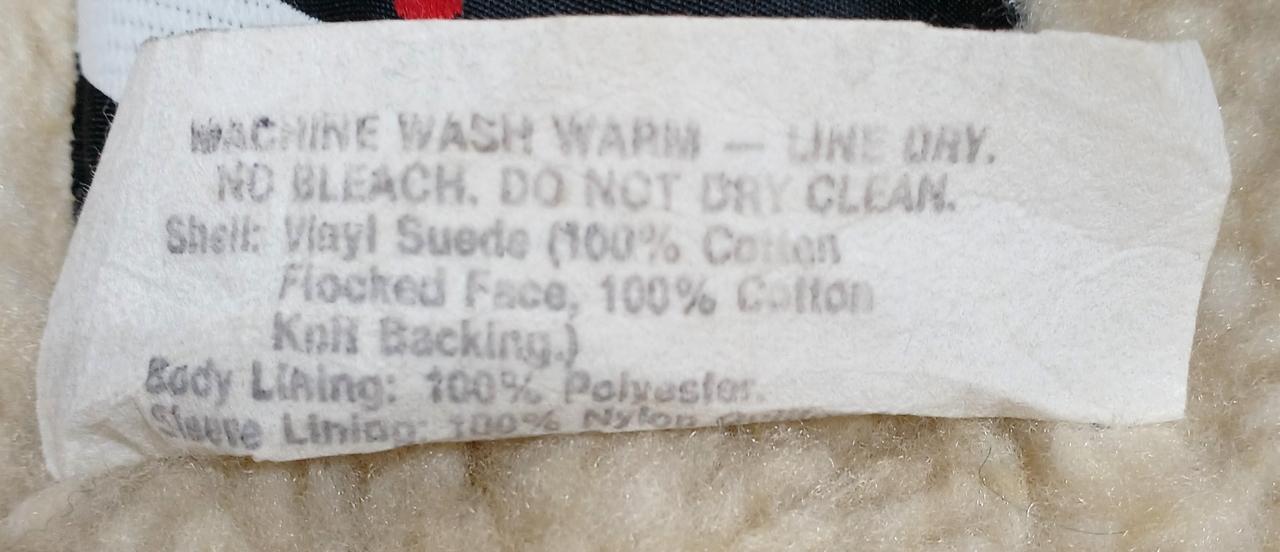 MACHINE WASH WARM — LINE DRY.
NO BLEACH. DO NOT DRY CLEAN.
Shell: Vinyl Suede (100% Cotton
Flocked Face, 100% Cotton
Knit Backing.)
Body Lining: 100% Polyester.
Sleeve Lining: 100% Nylon